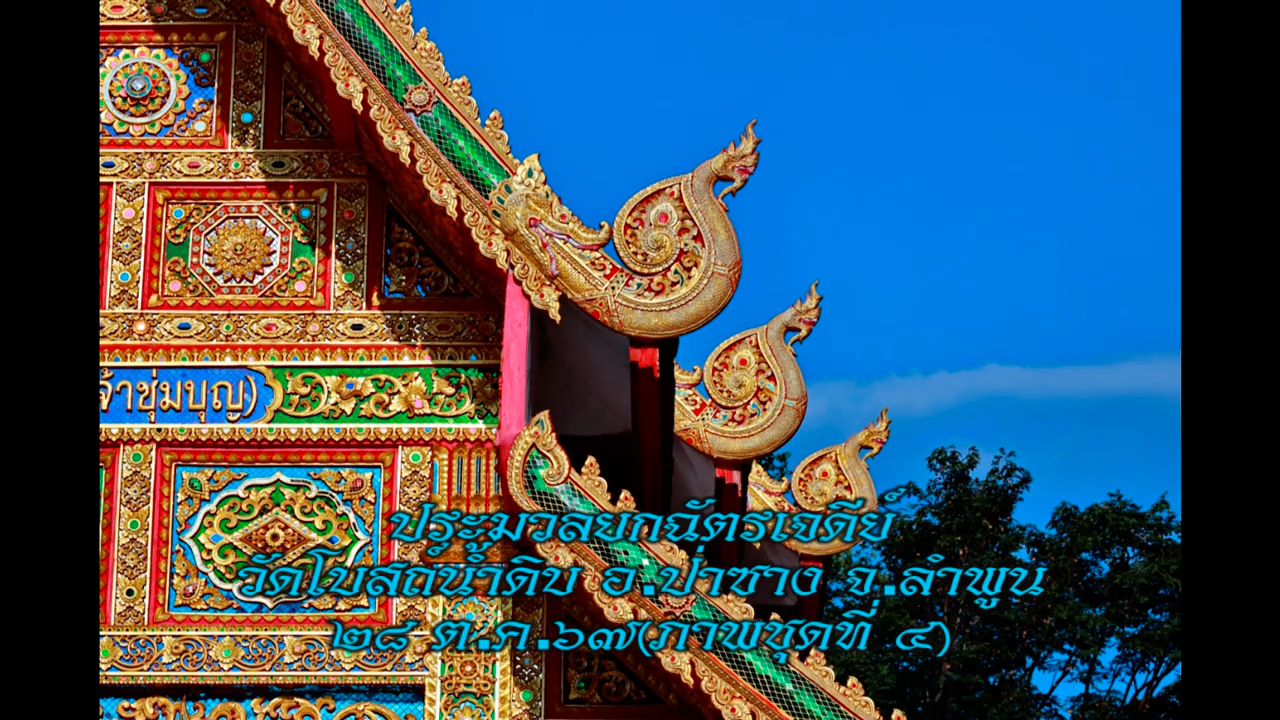 จ้าชุ่มบุญ)
ประมูวลยกฉัตรเจดีย์
วัดโบสถน้ำดิบ อ.ป่าซาง จ.ลำพูน
๒๘ ต.ค.๖๗(ภาพชุดที่ ๔)